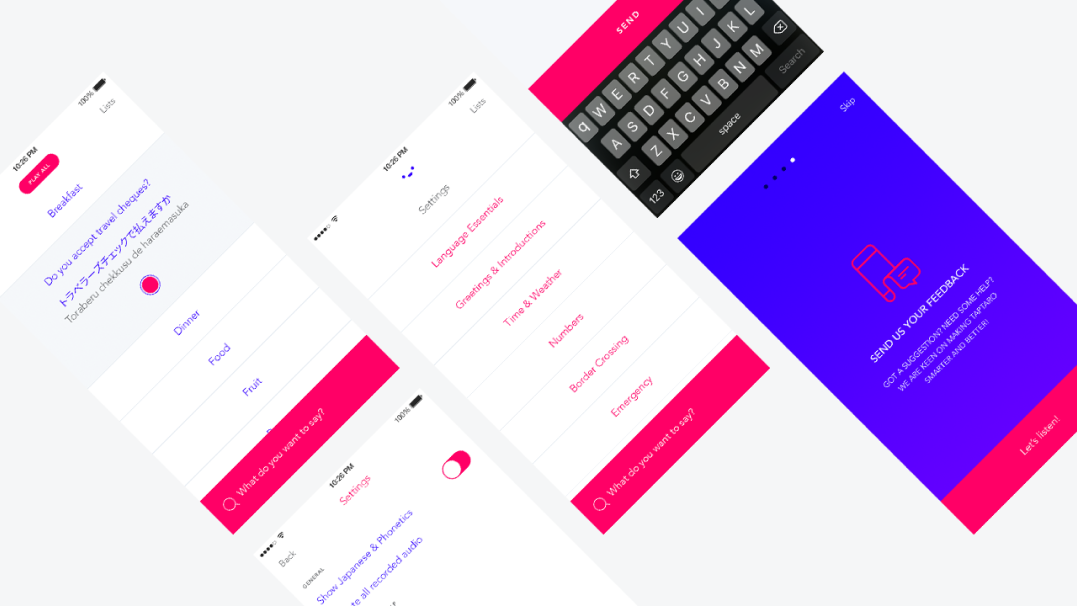 100%
Lists
10:26 PM
PLAY ALL
Breakfast
Do you accept travel cheques?
トラベラーズチェックで払えますか
Toraberu chekkusu de haraemasuka
Dinner
Food
Fruit
What do you want to say?
100%
Lists
10:26 PM
Settings
Language Essentials
Greetings & Introductions
Time & Weather
Numbers
Border Crossing
Emergency
What do you want to say?
100%
10:26 PM
Settings
Back
GENERAL
Show Japanese & Phonetics
all recorded audio
SEND
q W E R T Y U I
A S D F G H J K L
Z X C V B N M
123 space Search
Skip
SEND US YOUR FEEDBACK
GOT A SUGGESTION? NEED SOME HELP?
WE ARE KEEN ON MAKING TAPTARO
SMARTER AND BETTER!
Let's listen!